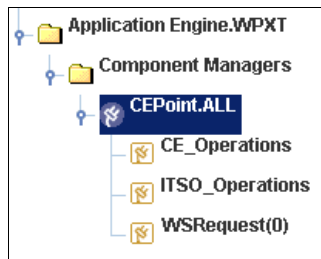 Application Engine.WPXT
Component Managers
CEPoint.ALL
CE_Operations
ITSO_Operations
WSRequest(0)